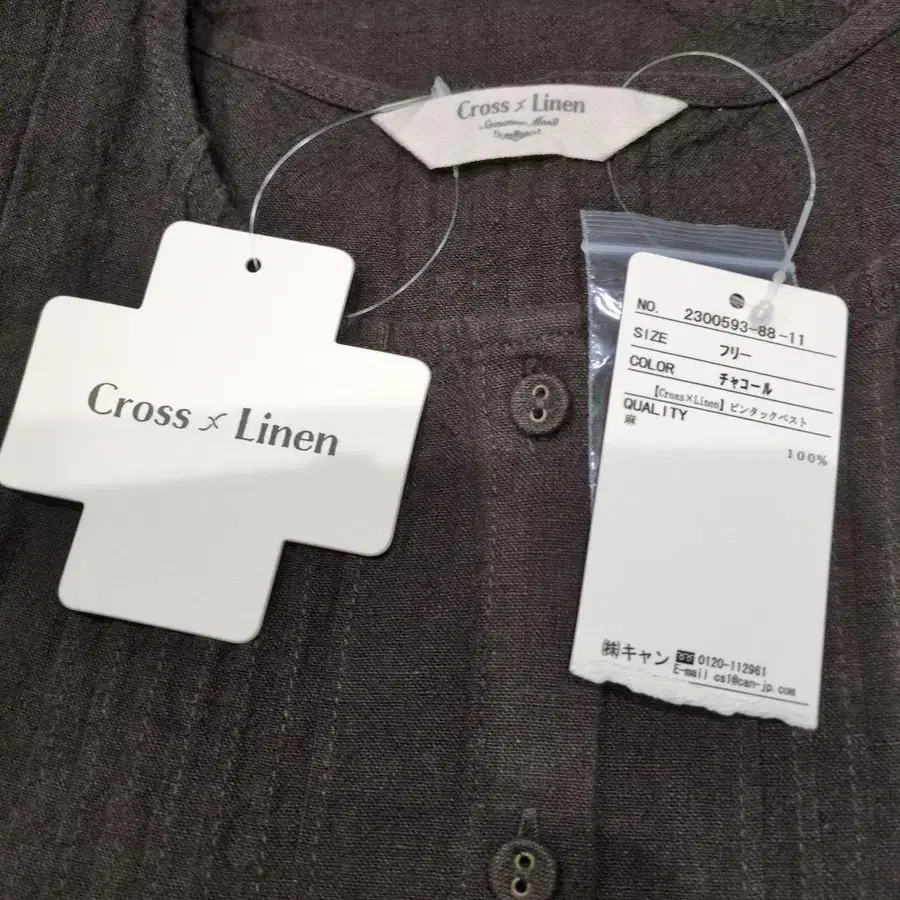 Cross × Linen
Cross × Linen
NO. 2300593-88-11
SIZE フリー
COLOR チャコール
【Cross×Linen】ピンタックベスト
QUALITY
麻
100%
㈱キャン 0120-112961
E-mail cs1@can-jp.com